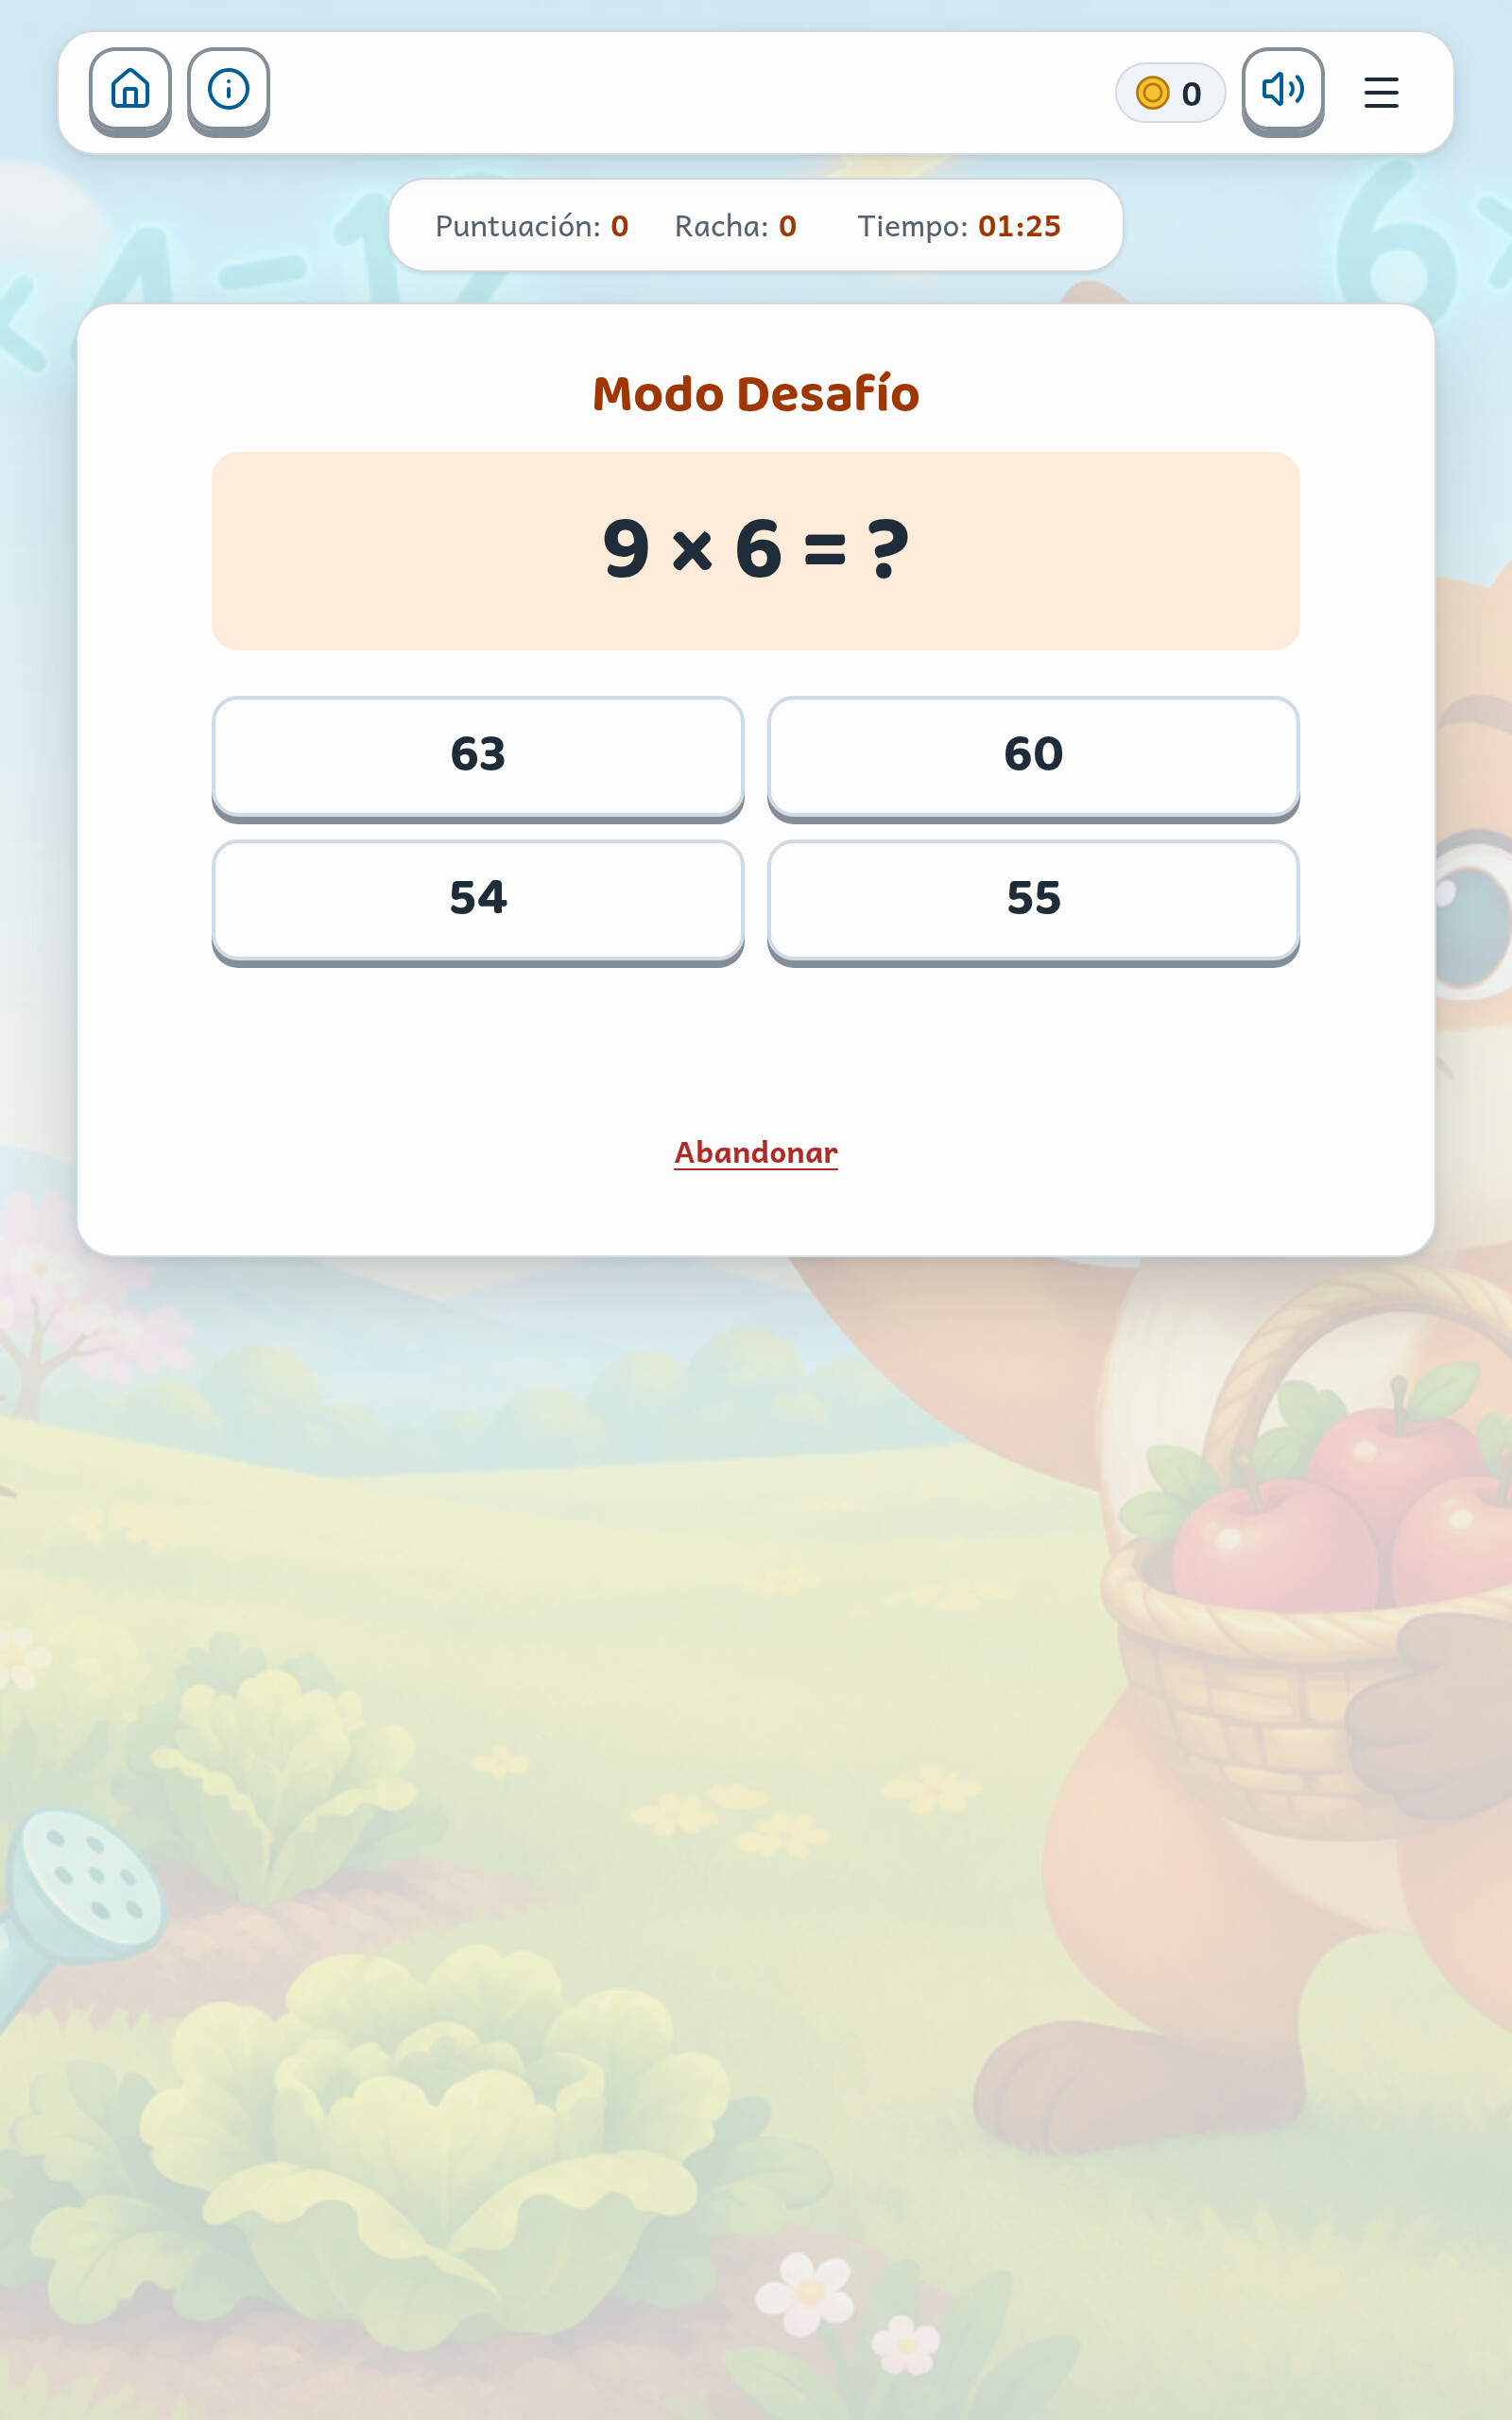 0
Puntuación: 0 Racha: 0 Tiempo: 01:25
Modo Desafío
9 × 6 = ?
63 60
54 55
Abandonar